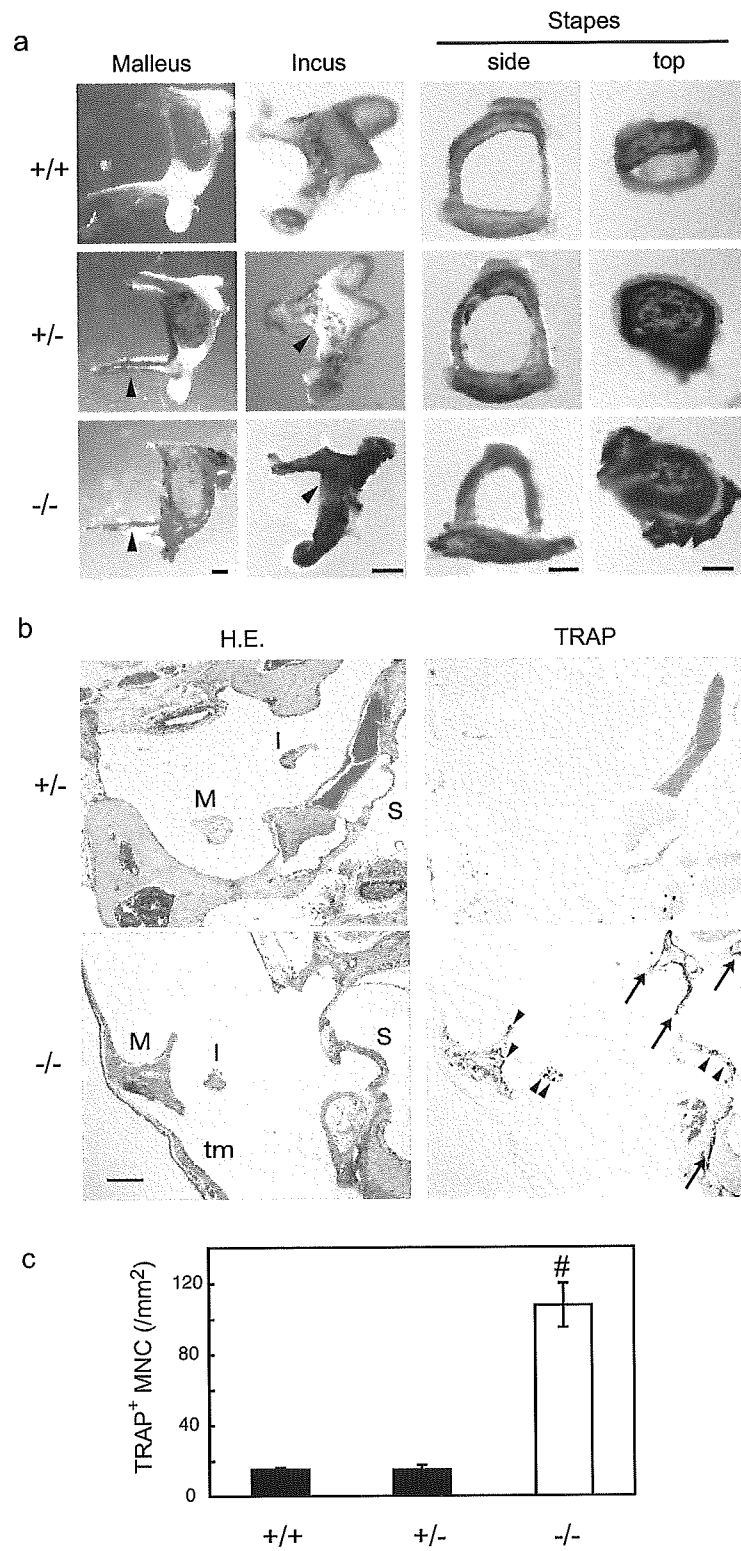 a
Stapes
Malleus Incus side top
+/+
+/-
-/-
b
H.E. TRAP
+/-
I
M
S
-/-
M
I
S
tm
c
TRAP+ MNC (/mm2)
120
80
40
0
#
+/+ +/- -/-